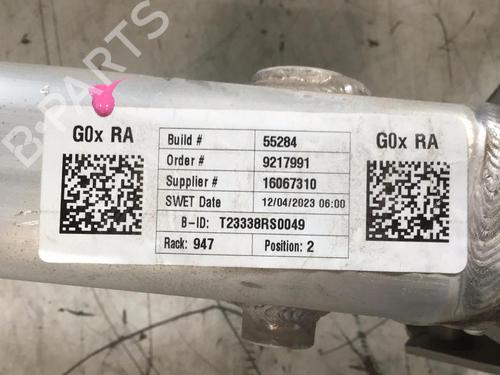 B-PARTS
G0x RA
Build # 55284
Order # 9217991
Supplier # 16067310
SWET Date 12/04/2023 06:00
B-ID: T23338RS0049
Rack: 947 Position: 2
G0x RA